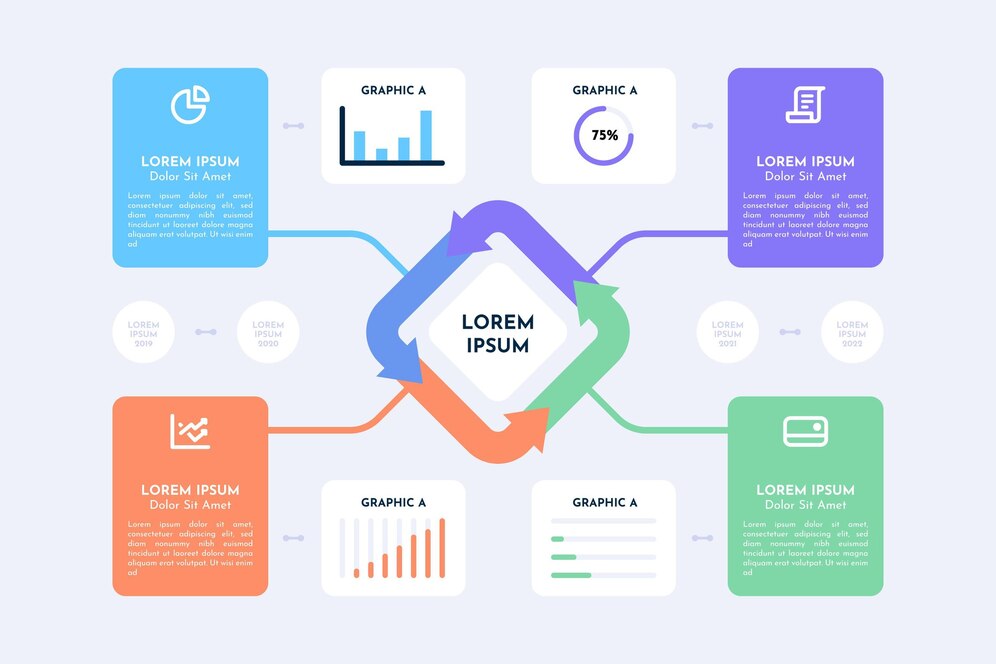 LOREM IPSUM
Dolor Sit Amet
Lorem ipsum dolor sit amet,
consectetuer adipiscing elit, sed
diam nonummy nibh euismod
tincidunt ut laoreet dolore magna
aliquam erat volutpat. Ut wisi enim
ad
GRAPHIC A
GRAPHIC A
75%
LOREM IPSUM
Dolor Sit Amet
Lorem ipsum dolor sit amet,
consectetuer adipiscing elit, sed
diam nonummy nibh euismod
tincidunt ut laoreet dolore magna
aliquam erat volutpat. Ut wisi enim
ad
LOREM
IPSUM
2019
LOREM
IPSUM
2020
LOREM
IPSUM
LOREM
IPSUM
2021
LOREM
IPSUM
2022
LOREM IPSUM
Dolor Sit Amet
Lorem ipsum dolor sit amet,
consectetuer adipiscing elit, sed
diam nonummy nibh euismod
tincidunt ut laoreet dolore magna
aliquam erat volutpat. Ut wisi enim
ad
GRAPHIC A
GRAPHIC A
LOREM IPSUM
Dolor Sit Amet
Lorem ipsum dolor sit amet,
consectetuer adipiscing elit, sed
diam nonummy nibh euismod
tincidunt ut laoreet dolore magna
aliquam erat volutpat. Ut wisi enim
ad